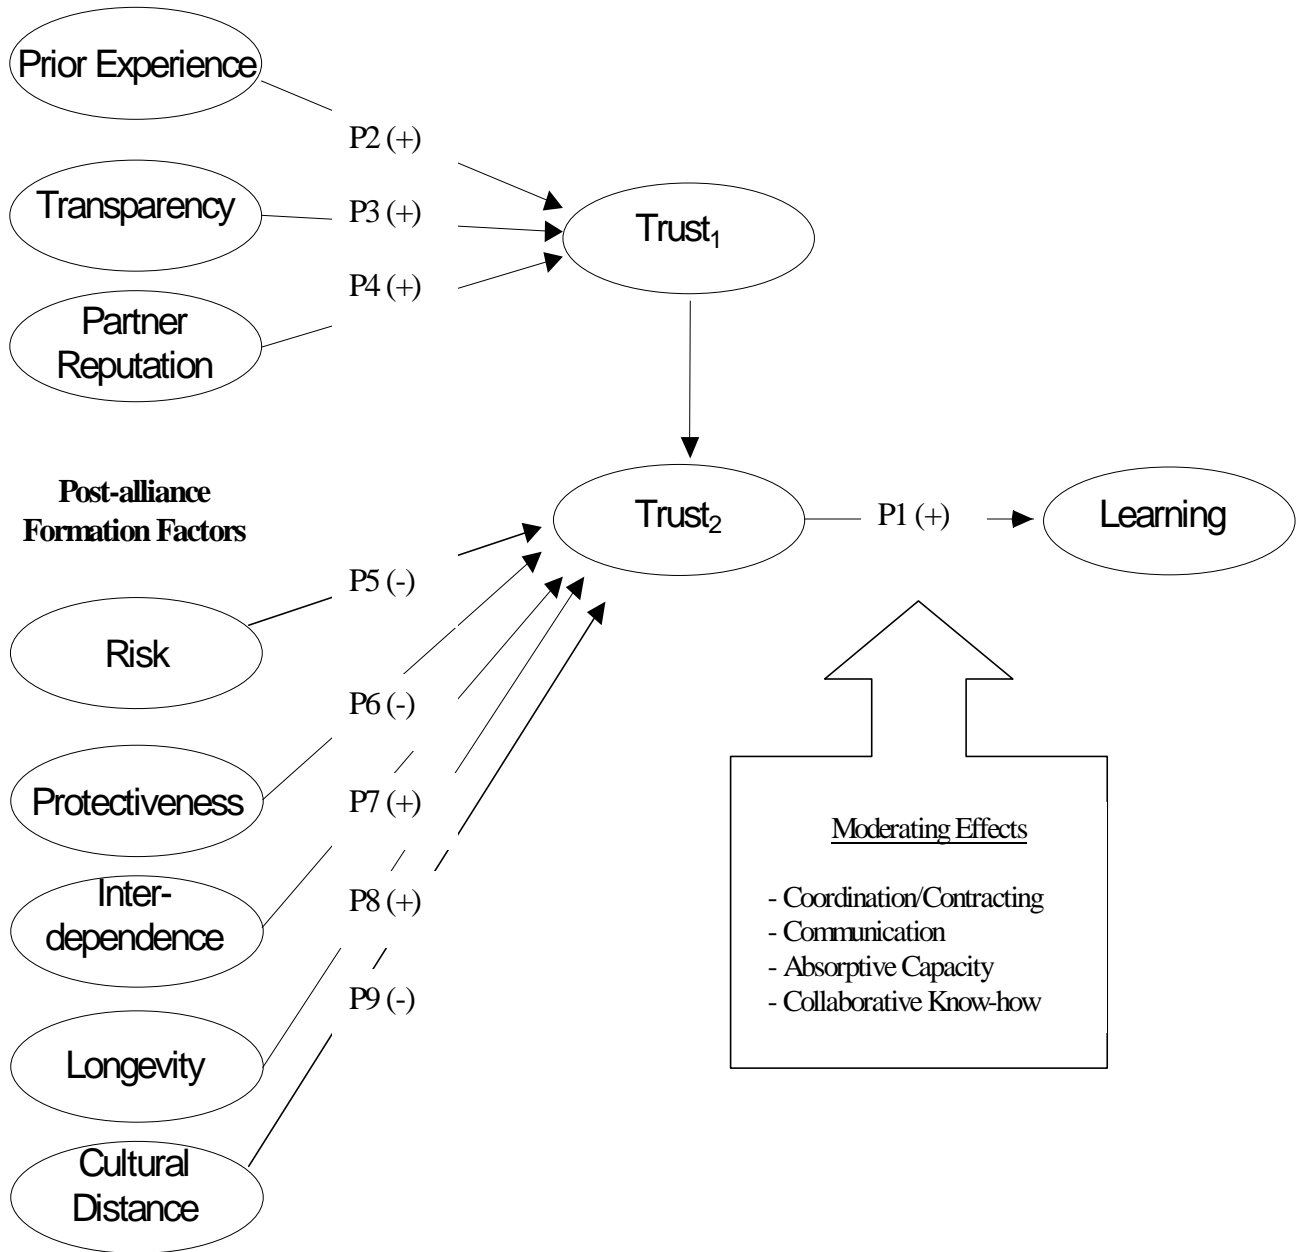 Prior Experience
P2 (+)
Transparency
P3 (+)
Trust₁
P4 (+)
Partner
Reputation
Post-alliance
Formation Factors
Trust₂
P1 (+)
Learning
P5 (-)
Risk
P6 (-)
Protectiveness
P7 (+)
Inter-
dependence
P8 (+)
P9 (-)
Longevity
Cultural
Distance
Moderating Effects
- Coordination/Contracting
- Communication
- Absorptive Capacity
- Collaborative Know-how